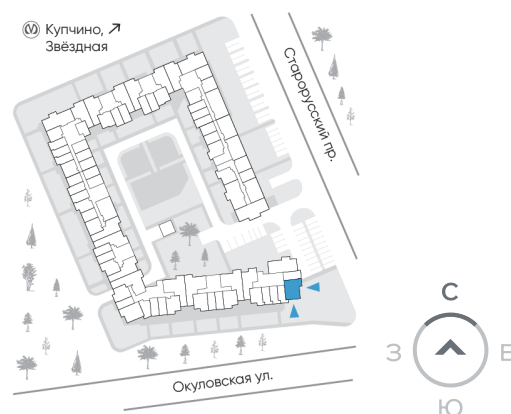 Купчино, ↗
Звёздная
Старорусский пр.
С
З
В
Ю
Окуловская ул.